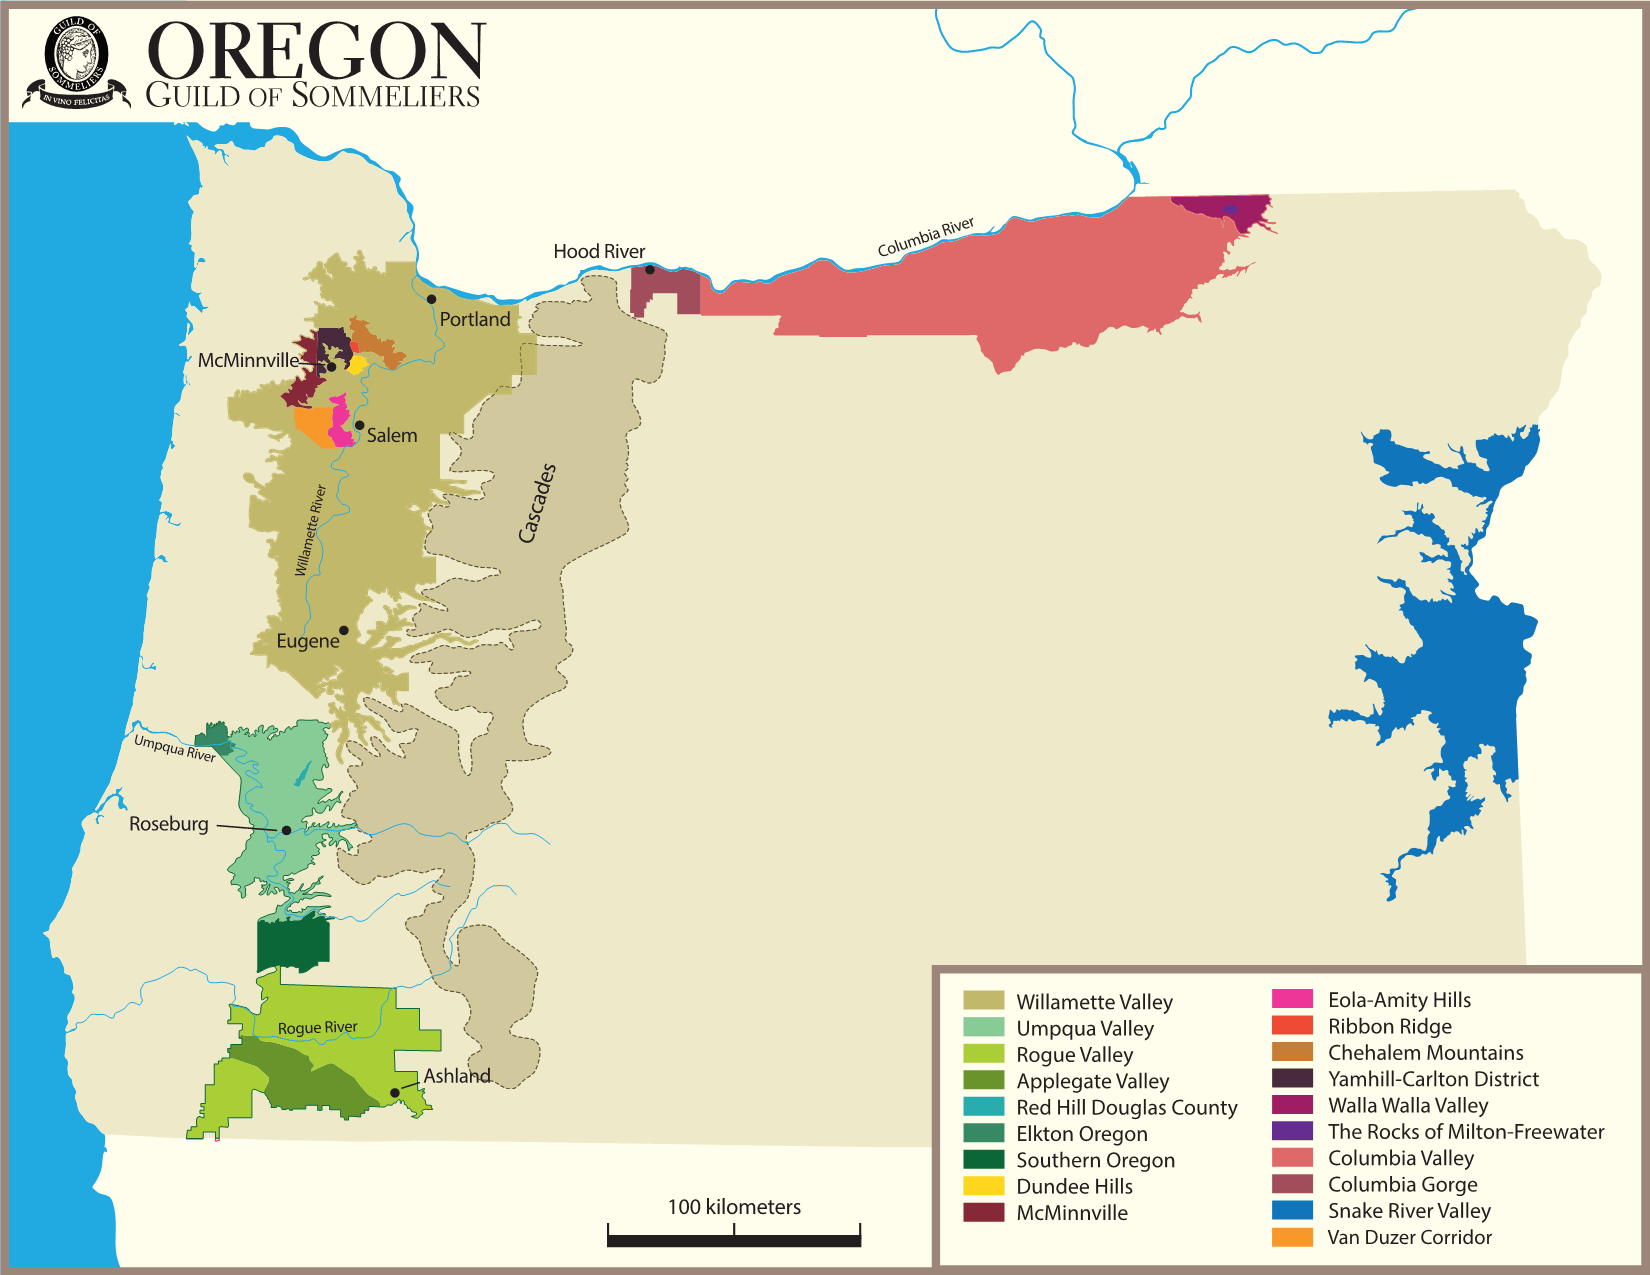 GUILD OF
SOMMELIERS
IN VINO FELICITAS
OREGON
GUILD OF SOMMELIERS
Columbia River
Hood River
Portland
McMinnville
Salem
Cascades
Willamette River
Eugene
Umpqua River
Roseburg
Rogue River
Ashland
100 kilometers
Willamette Valley
Umpqua Valley
Rogue Valley
Applegate Valley
Red Hill Douglas County
Elkton Oregon
Southern Oregon
Dundee Hills
McMinnville
Eola-Amity Hills
Ribbon Ridge
Chehalem Mountains
Yamhill-Carlton District
Walla Walla Valley
The Rocks of Milton-Freewater
Columbia Valley
Columbia Gorge
Snake River Valley
Van Duzer Corridor